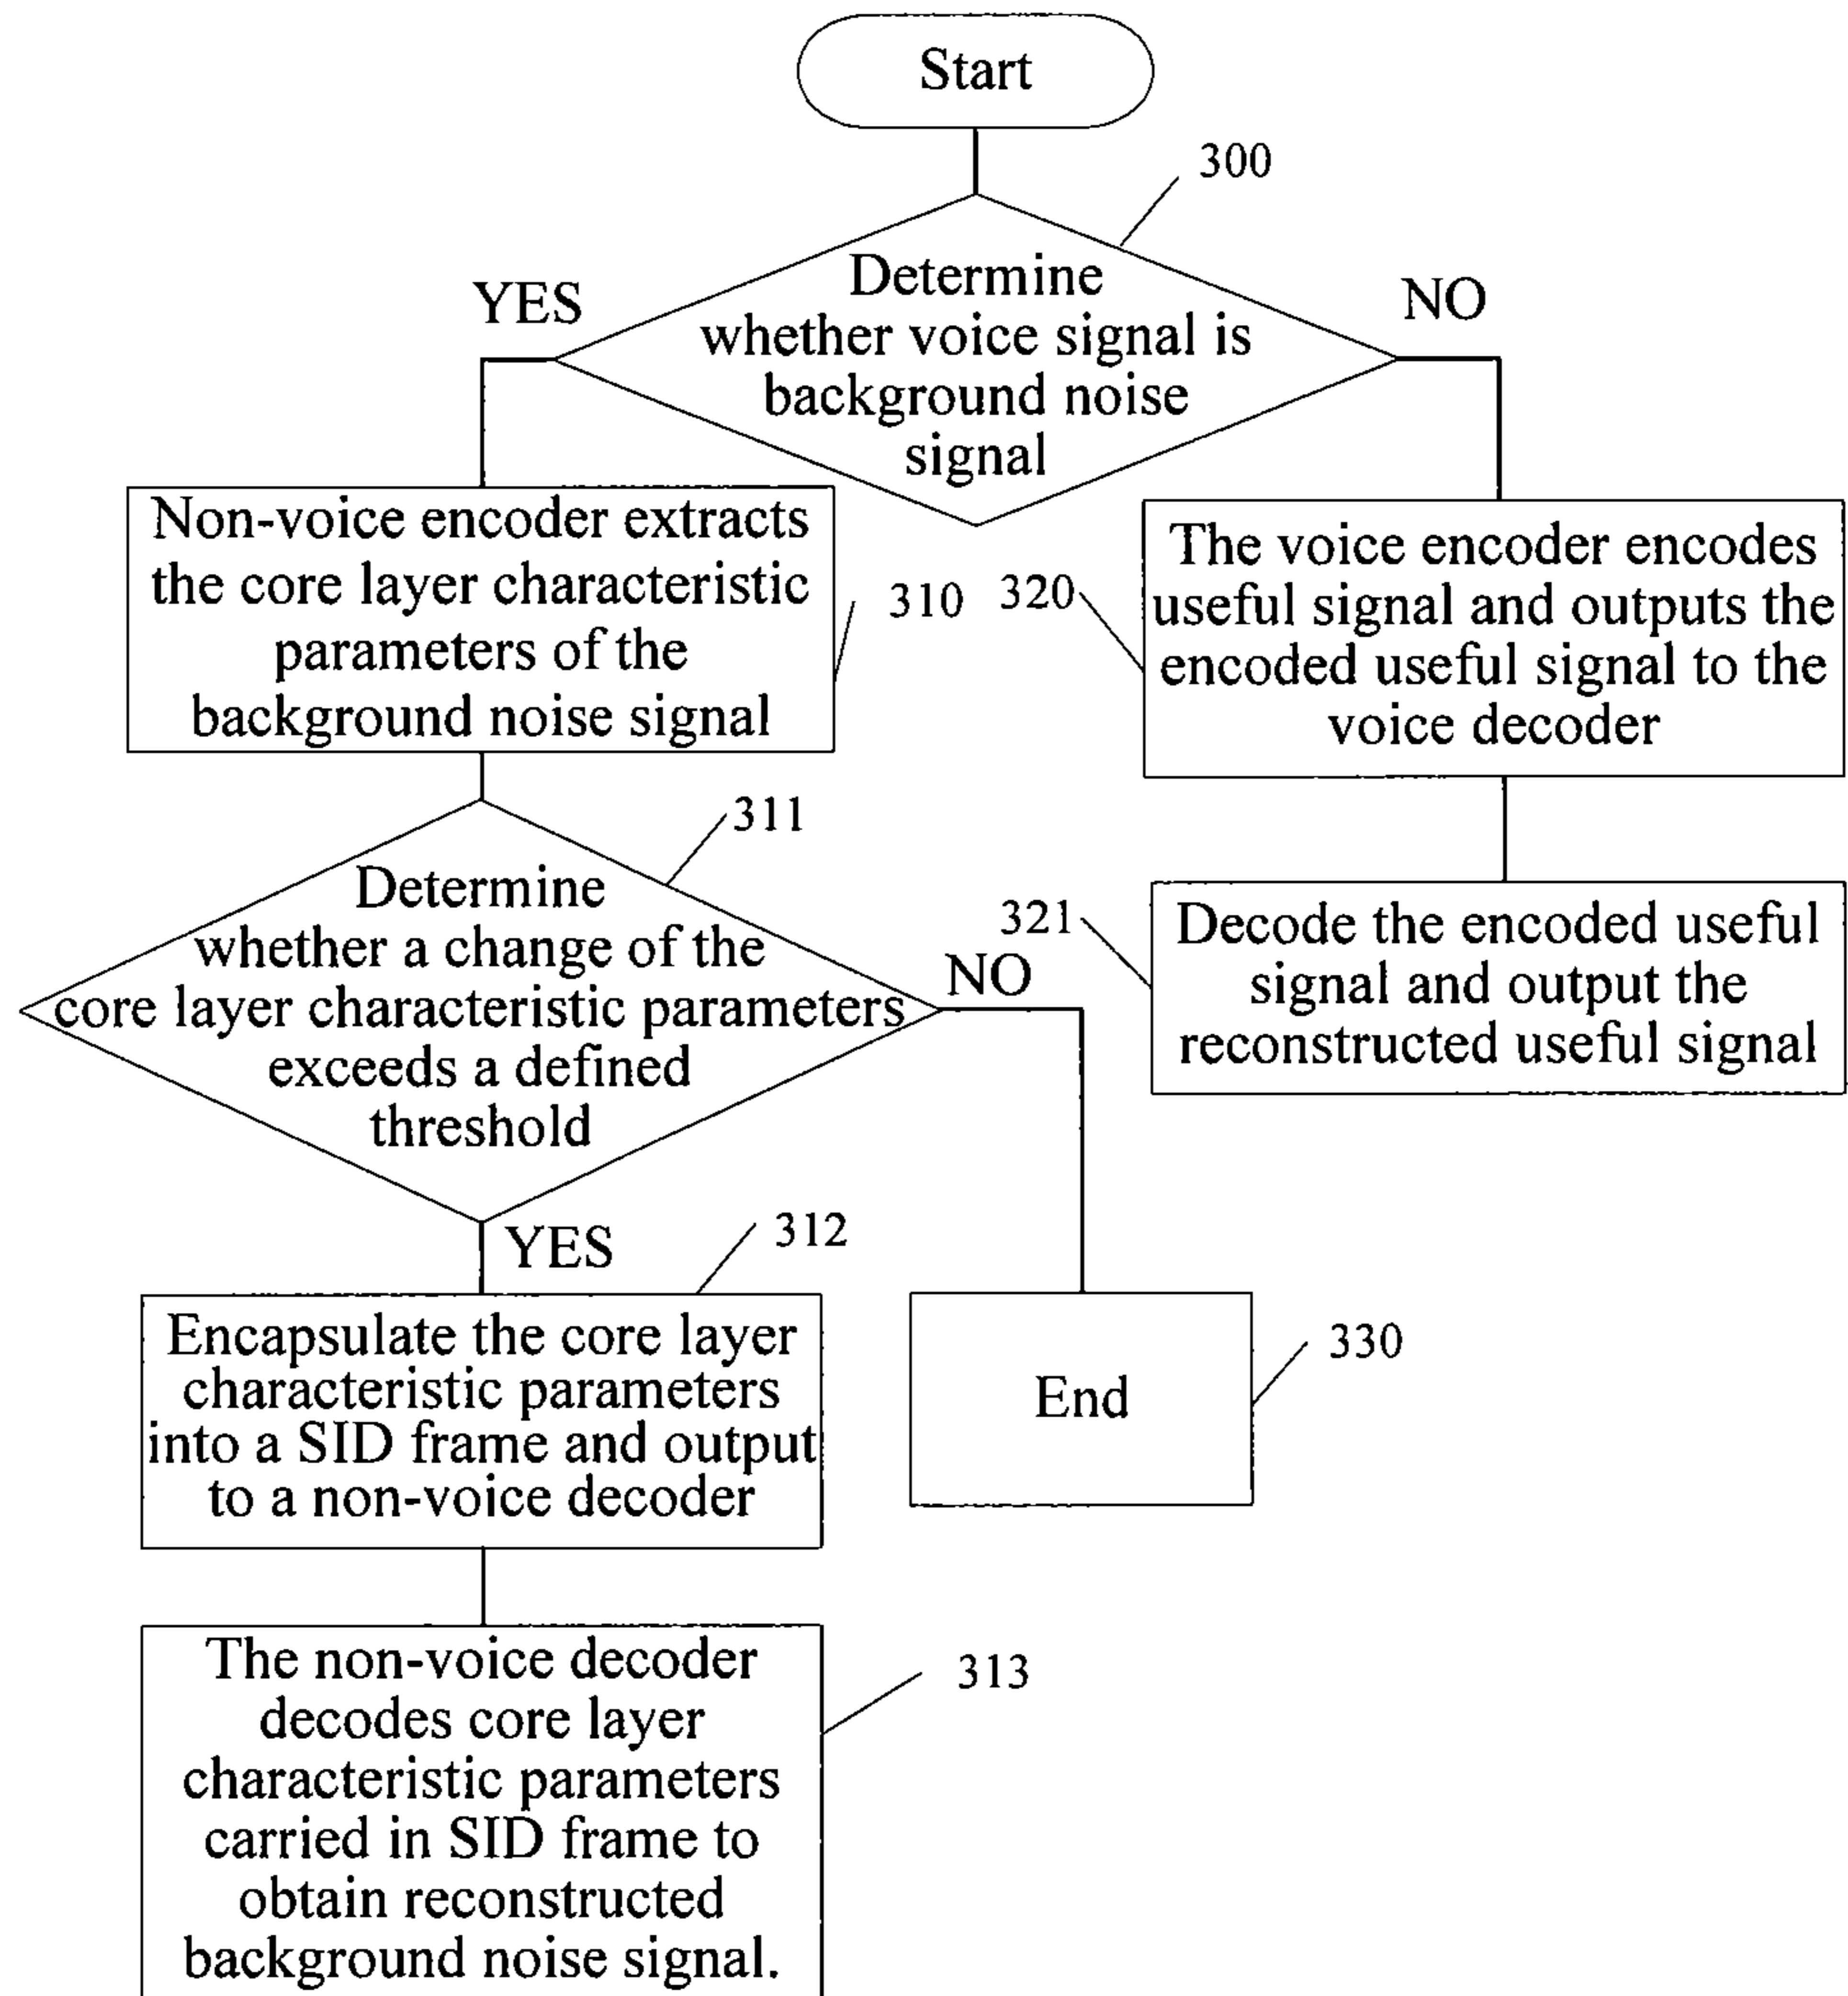 Start
300
Determine
whether voice signal is
background noise
signal
YES
NO
Non-voice encoder extracts
the core layer characteristic
parameters of the
background noise signal
310
320
The voice encoder encodes
useful signal and outputs the
encoded useful signal to the
voice decoder
311
Determine
whether a change of the
core layer characteristic parameters
exceeds a defined
threshold
NO
321
Decode the encoded useful
signal and output the
reconstructed useful signal
YES
312
Encapsulate the core layer
characteristic parameters
into a SID frame and output
to a non-voice decoder
End
330
The non-voice decoder
decodes core layer
characteristic parameters
carried in SID frame to
obtain reconstructed
background noise signal.
313